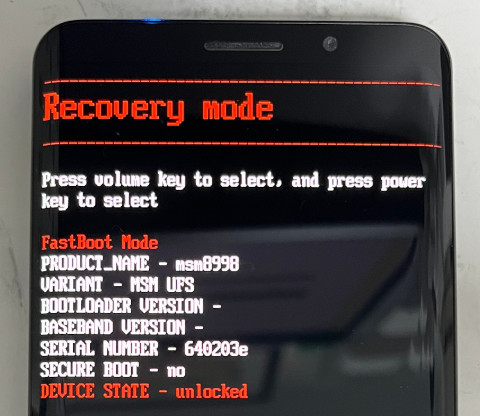 Recovery mode
Press volume key to select, and press power
key to select
FastBoot Mode
PRODUCT_NAME - msm8998
VARIANT - MSM UFS
BOOTLOADER VERSION -
BASEBAND VERSION -
SERIAL NUMBER - 640203e
SECURE BOOT - no
DEVICE STATE - unlocked